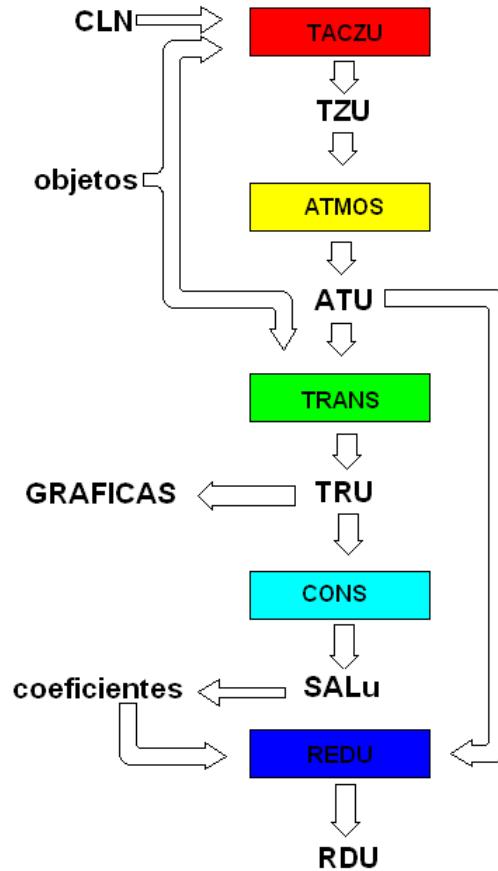 CLN
TACZU
TZU
objetos
ATMOS
ATU
TRANS
GRAFICAS
TRU
CONS
coeficientes
SALu
REDU
RDU